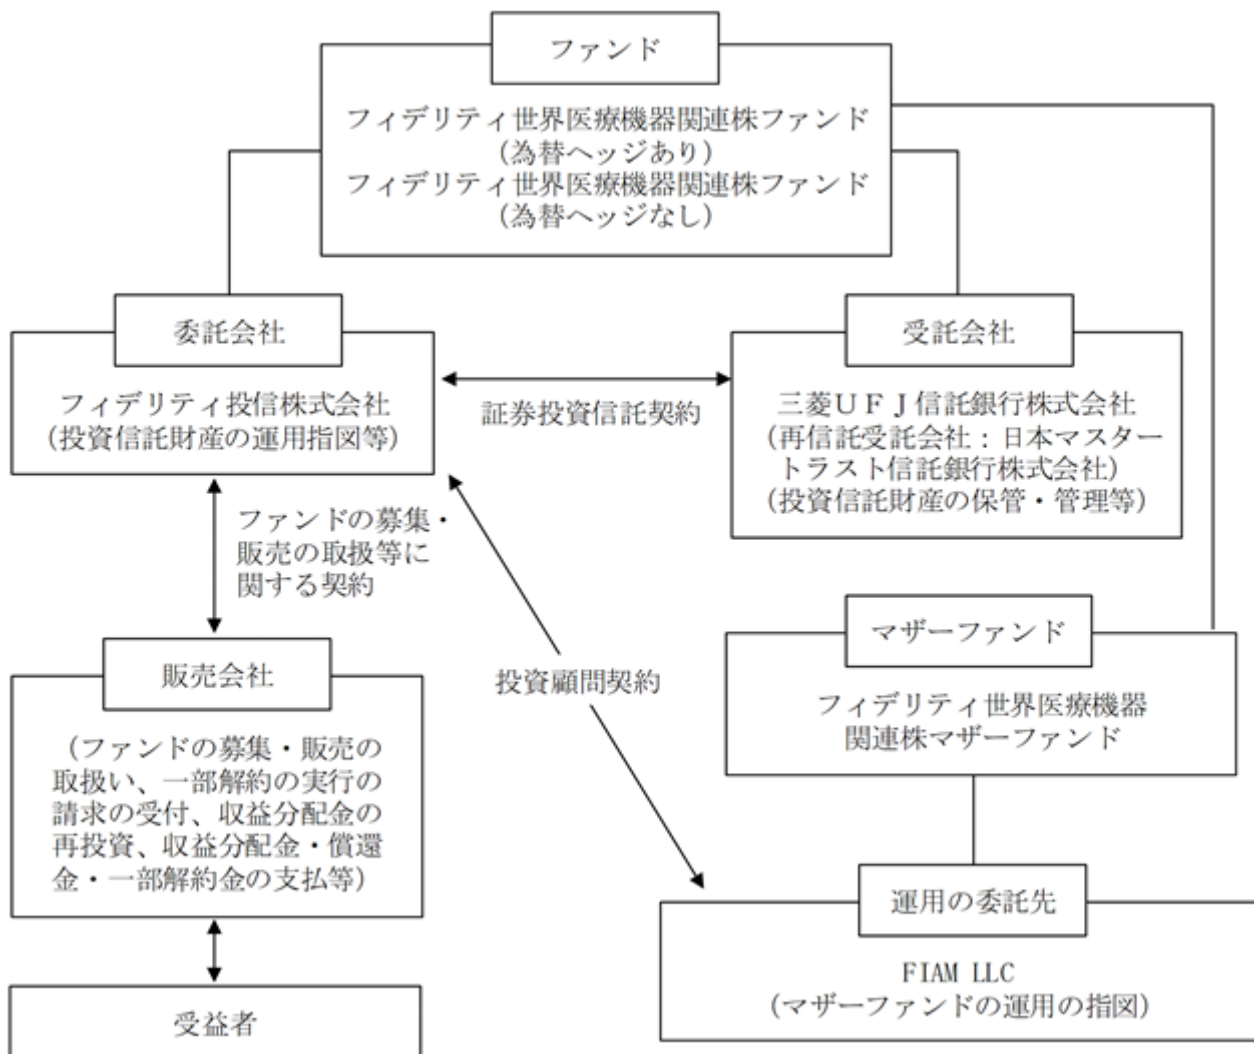 ファンド
フィデリティ世界医療機器関連株ファンド
（為替ヘッジあり）
フィデリティ世界医療機器関連株ファンド
（為替ヘッジなし）
委託会社
フィデリティ投信株式会社
（投資信託財産の運用指図等）
証券投資信託契約
受託会社
三菱ＵＦＪ信託銀行株式会社
（再信託受託会社：日本マスター
トラスト信託銀行株式会社）
（投資信託財産の保管・管理等）
ファンドの募集・
販売の取扱等に
関する契約
投資顧問契約
マザーファンド
フィデリティ世界医療機器
関連株マザーファンド
販売会社
（ファンドの募集・販売の
取扱い、一部解約の実行の
請求の受付、収益分配金の
再投資、収益分配金・償還
金・一部解約金の支払等）
運用の委託先
FIAM LLC
（マザーファンドの運用の指図）
受益者